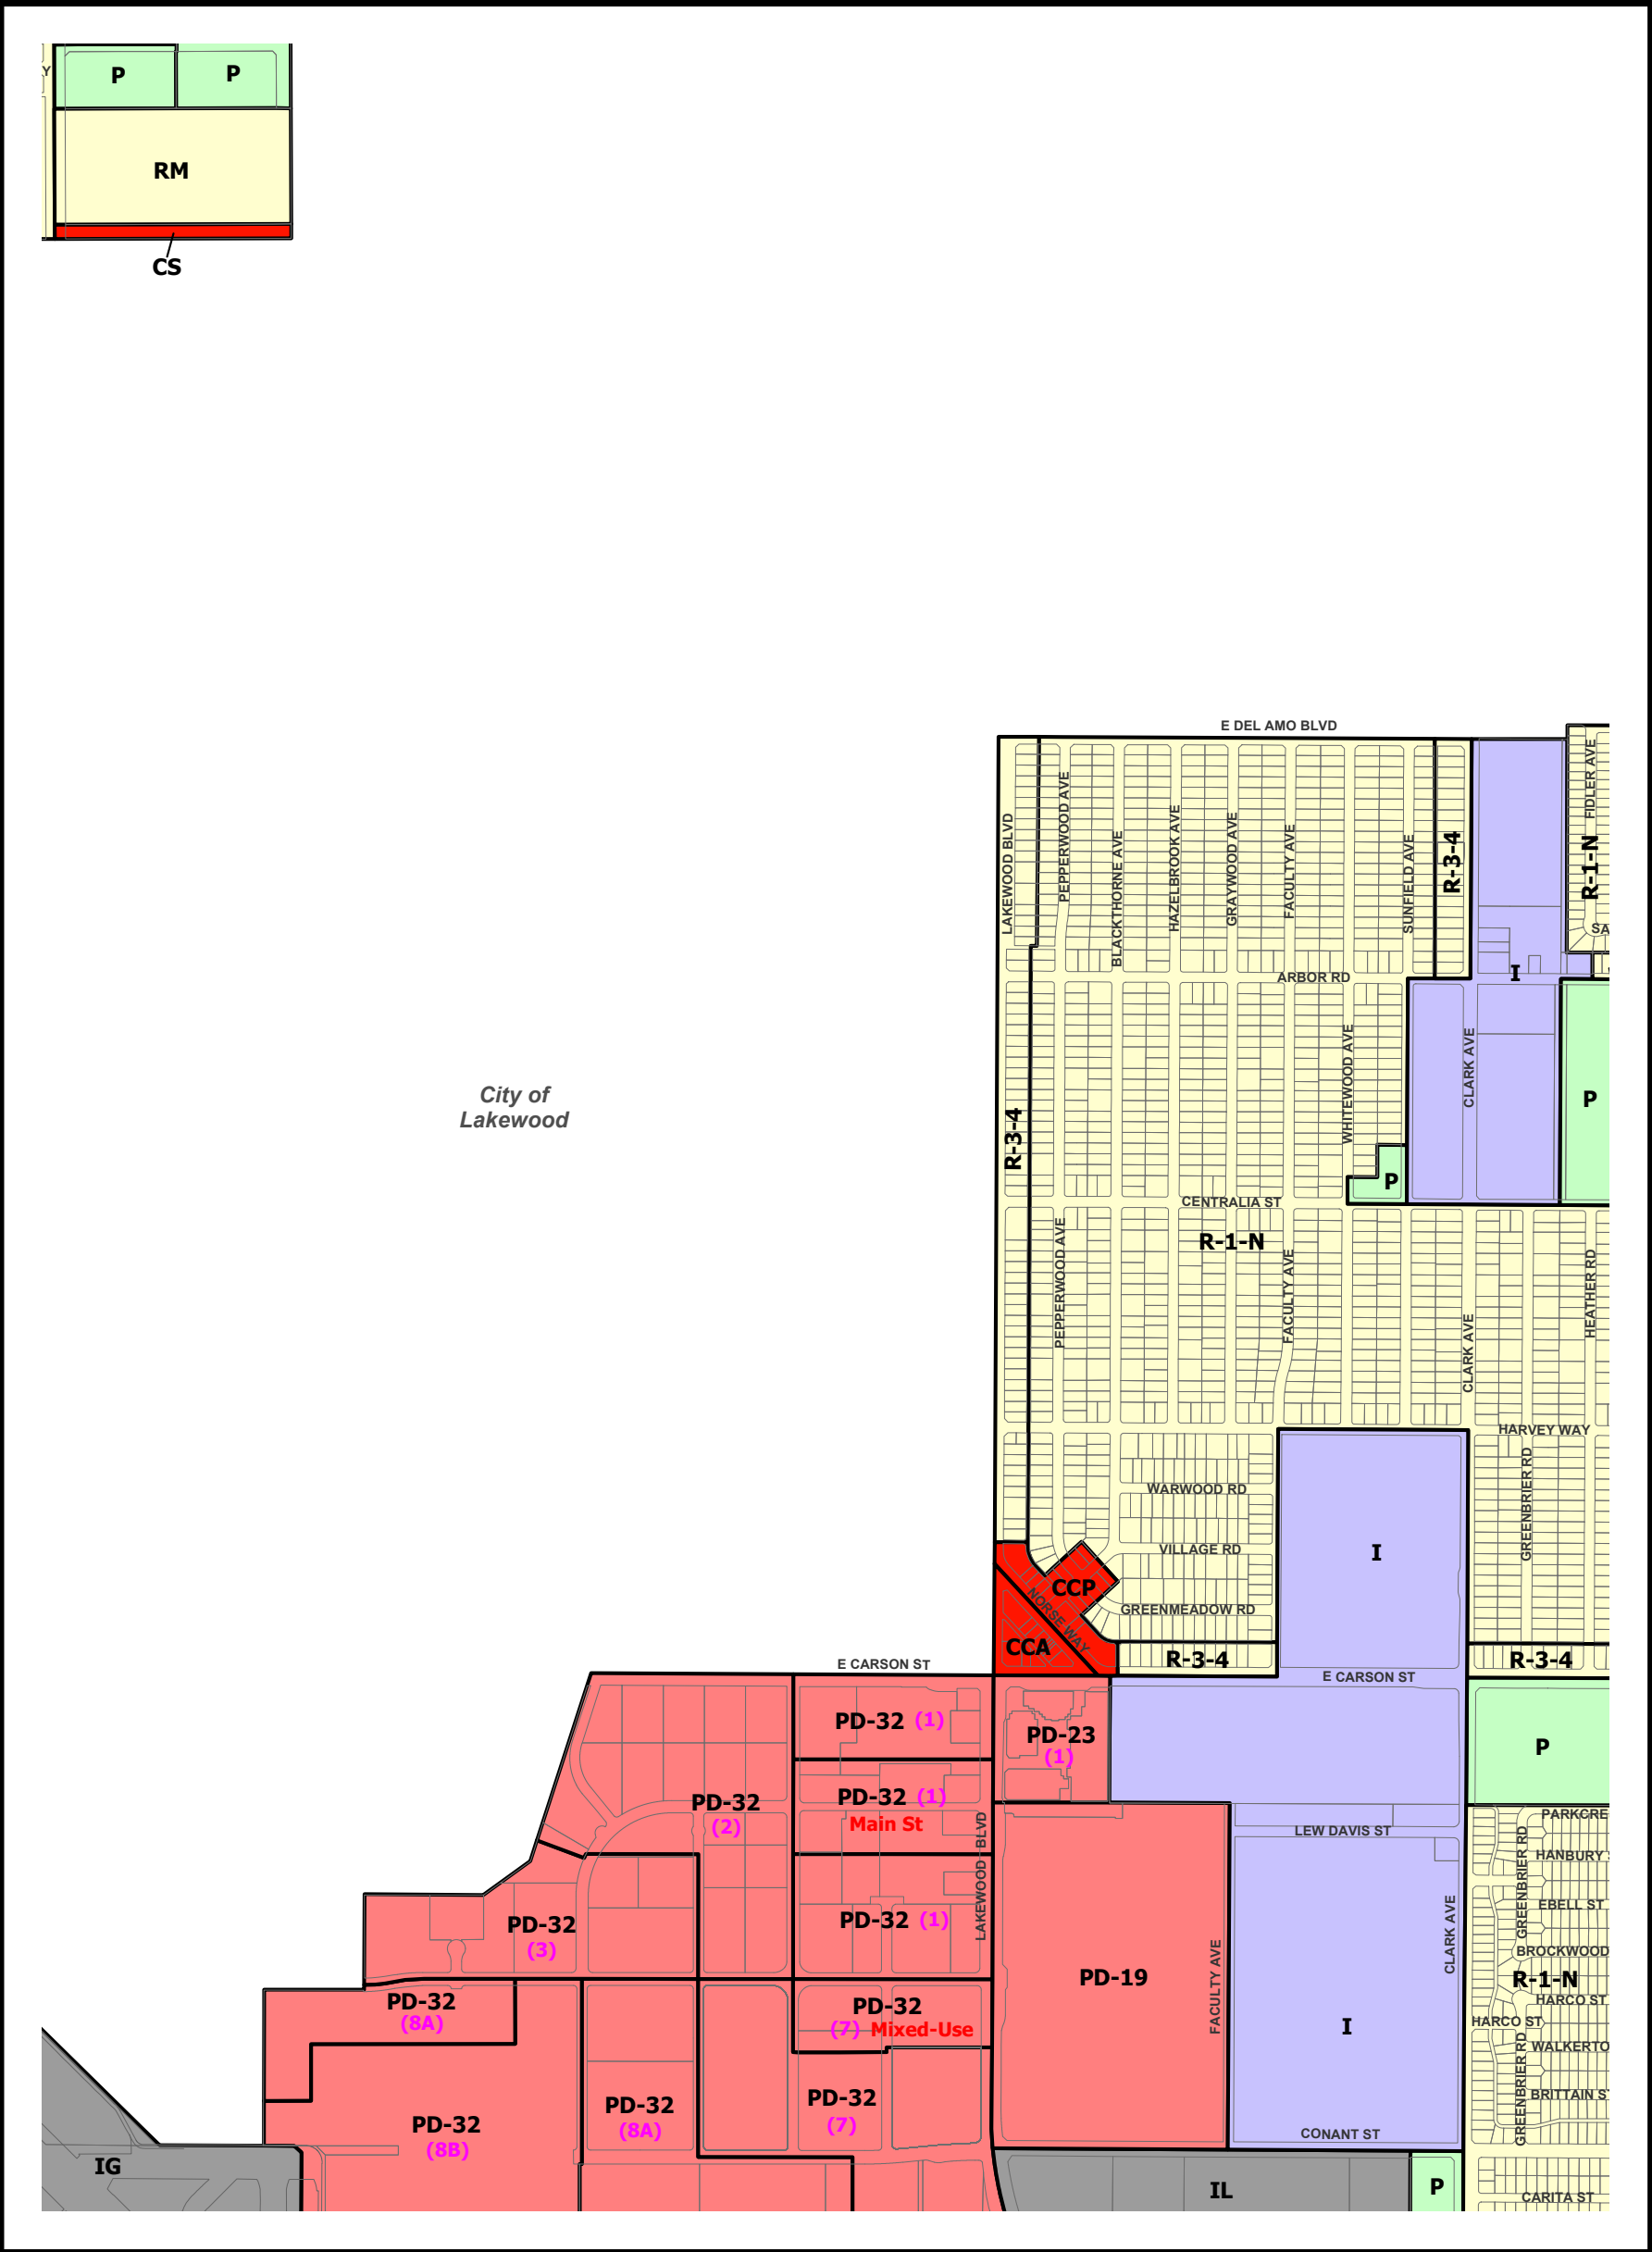 Y
P
P
RM
CS
E DEL AMO BLVD
LAKEWOOD BLVD
PEPPERWOOD AVE
BLACKTHORNE AVE
HAZELBROOK AVE
GRAYWOOD AVE
FACULTY AVE
SUNFIELD AVE
R-3-4
FIDLER AVE
R-1-N
SA
ARBOR RD
I
City of
Lakewood
R-3-4
WHITEWOOD AVE
CLARK AVE
P
P
CENTRALIA ST
R-1-N
PEPPERWOOD AVE
FACULTY AVE
CLARK AVE
HEATHER RD
HARVEY WAY
WARWOOD RD
GREENBRIER RD
VILLAGE RD
I
CCP
NORSE WAY
GREENMEADOW RD
CCA
R-3-4
R-3-4
E CARSON ST
E CARSON ST
PD-32 (1)
PD-23
(1)
P
PD-32 (1)
Main St
PD-32
(2)
LAKEWOOD BLVD
PARKCRE
LEW DAVIS ST
GREENBRIER RD
HANBURY
EBELL ST
PD-32 (1)
PD-32
(3)
FACULTY AVE
CLARK AVE
BROCKWOOD
PD-19
R-1-N
PD-32
(8A)
PD-32
(7) Mixed-Use
HARCO ST
HARCO ST
I
WALKERTO
GREENBRIER RD
BRITTAIN S
PD-32
(7)
PD-32
(8A)
PD-32
(8B)
CONANT ST
IG
IL
P
CARITA ST